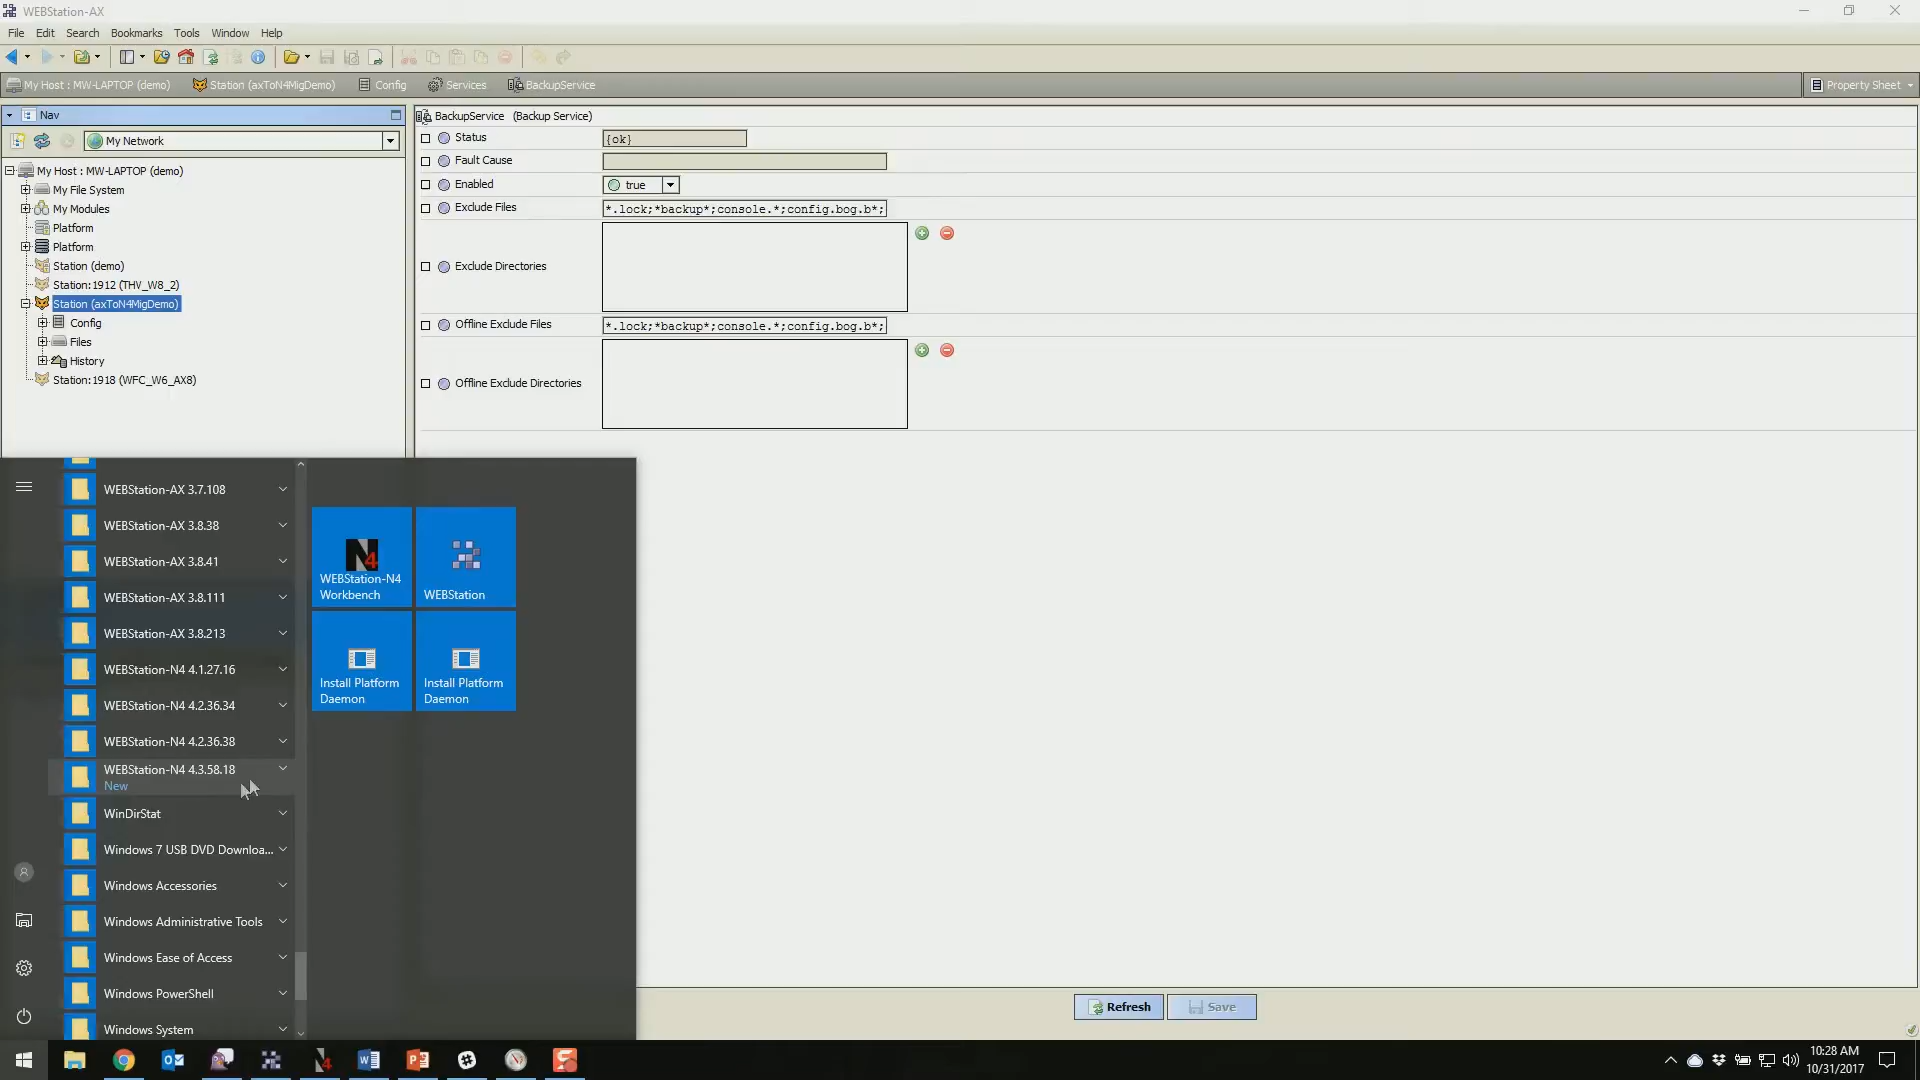 WEBStation-AX
File Edit Search Bookmarks Tools Window Help
My Host : MW-LAPTOP (demo) Station (axToN4MigDemo) Config Services BackupService Property Sheet
Nav
My Network
My Host : MW-LAPTOP (demo)
My File System
My Modules
Platform
Platform
Station (demo)
Station:1912 (THV_W8_2)
Station (axToN4MigDemo)
Config
Files
History
Station:1918 (WFC_W6_AX8)
BackupService (Backup Service)
Status {ok}
Fault Cause
Enabled true
Exclude Files *.lock;*backup*;console.*;config.bog.b*;
Exclude Directories
Offline Exclude Files *.lock;*backup*;console.*;config.bog.b*;
Offline Exclude Directories
WEBStation-AX 3.7.108
WEBStation-AX 3.8.38
WEBStation-AX 3.8.41
WEBStation-AX 3.8.111
WEBStation-AX 3.8.213
WEBStation-N4 4.1.27.16
WEBStation-N4 4.2.36.34
WEBStation-N4 4.2.36.38
WEBStation-N4 4.3.58.18
New
WinDirStat
Windows 7 USB DVD Downloa...
Windows Accessories
Windows Administrative Tools
Windows Ease of Access
Windows PowerShell
Windows System
N4
WEBStation-N4
Workbench
WEBStation
Install Platform
Daemon
Install Platform
Daemon
Refresh Save
10:28 AM
10/31/2017